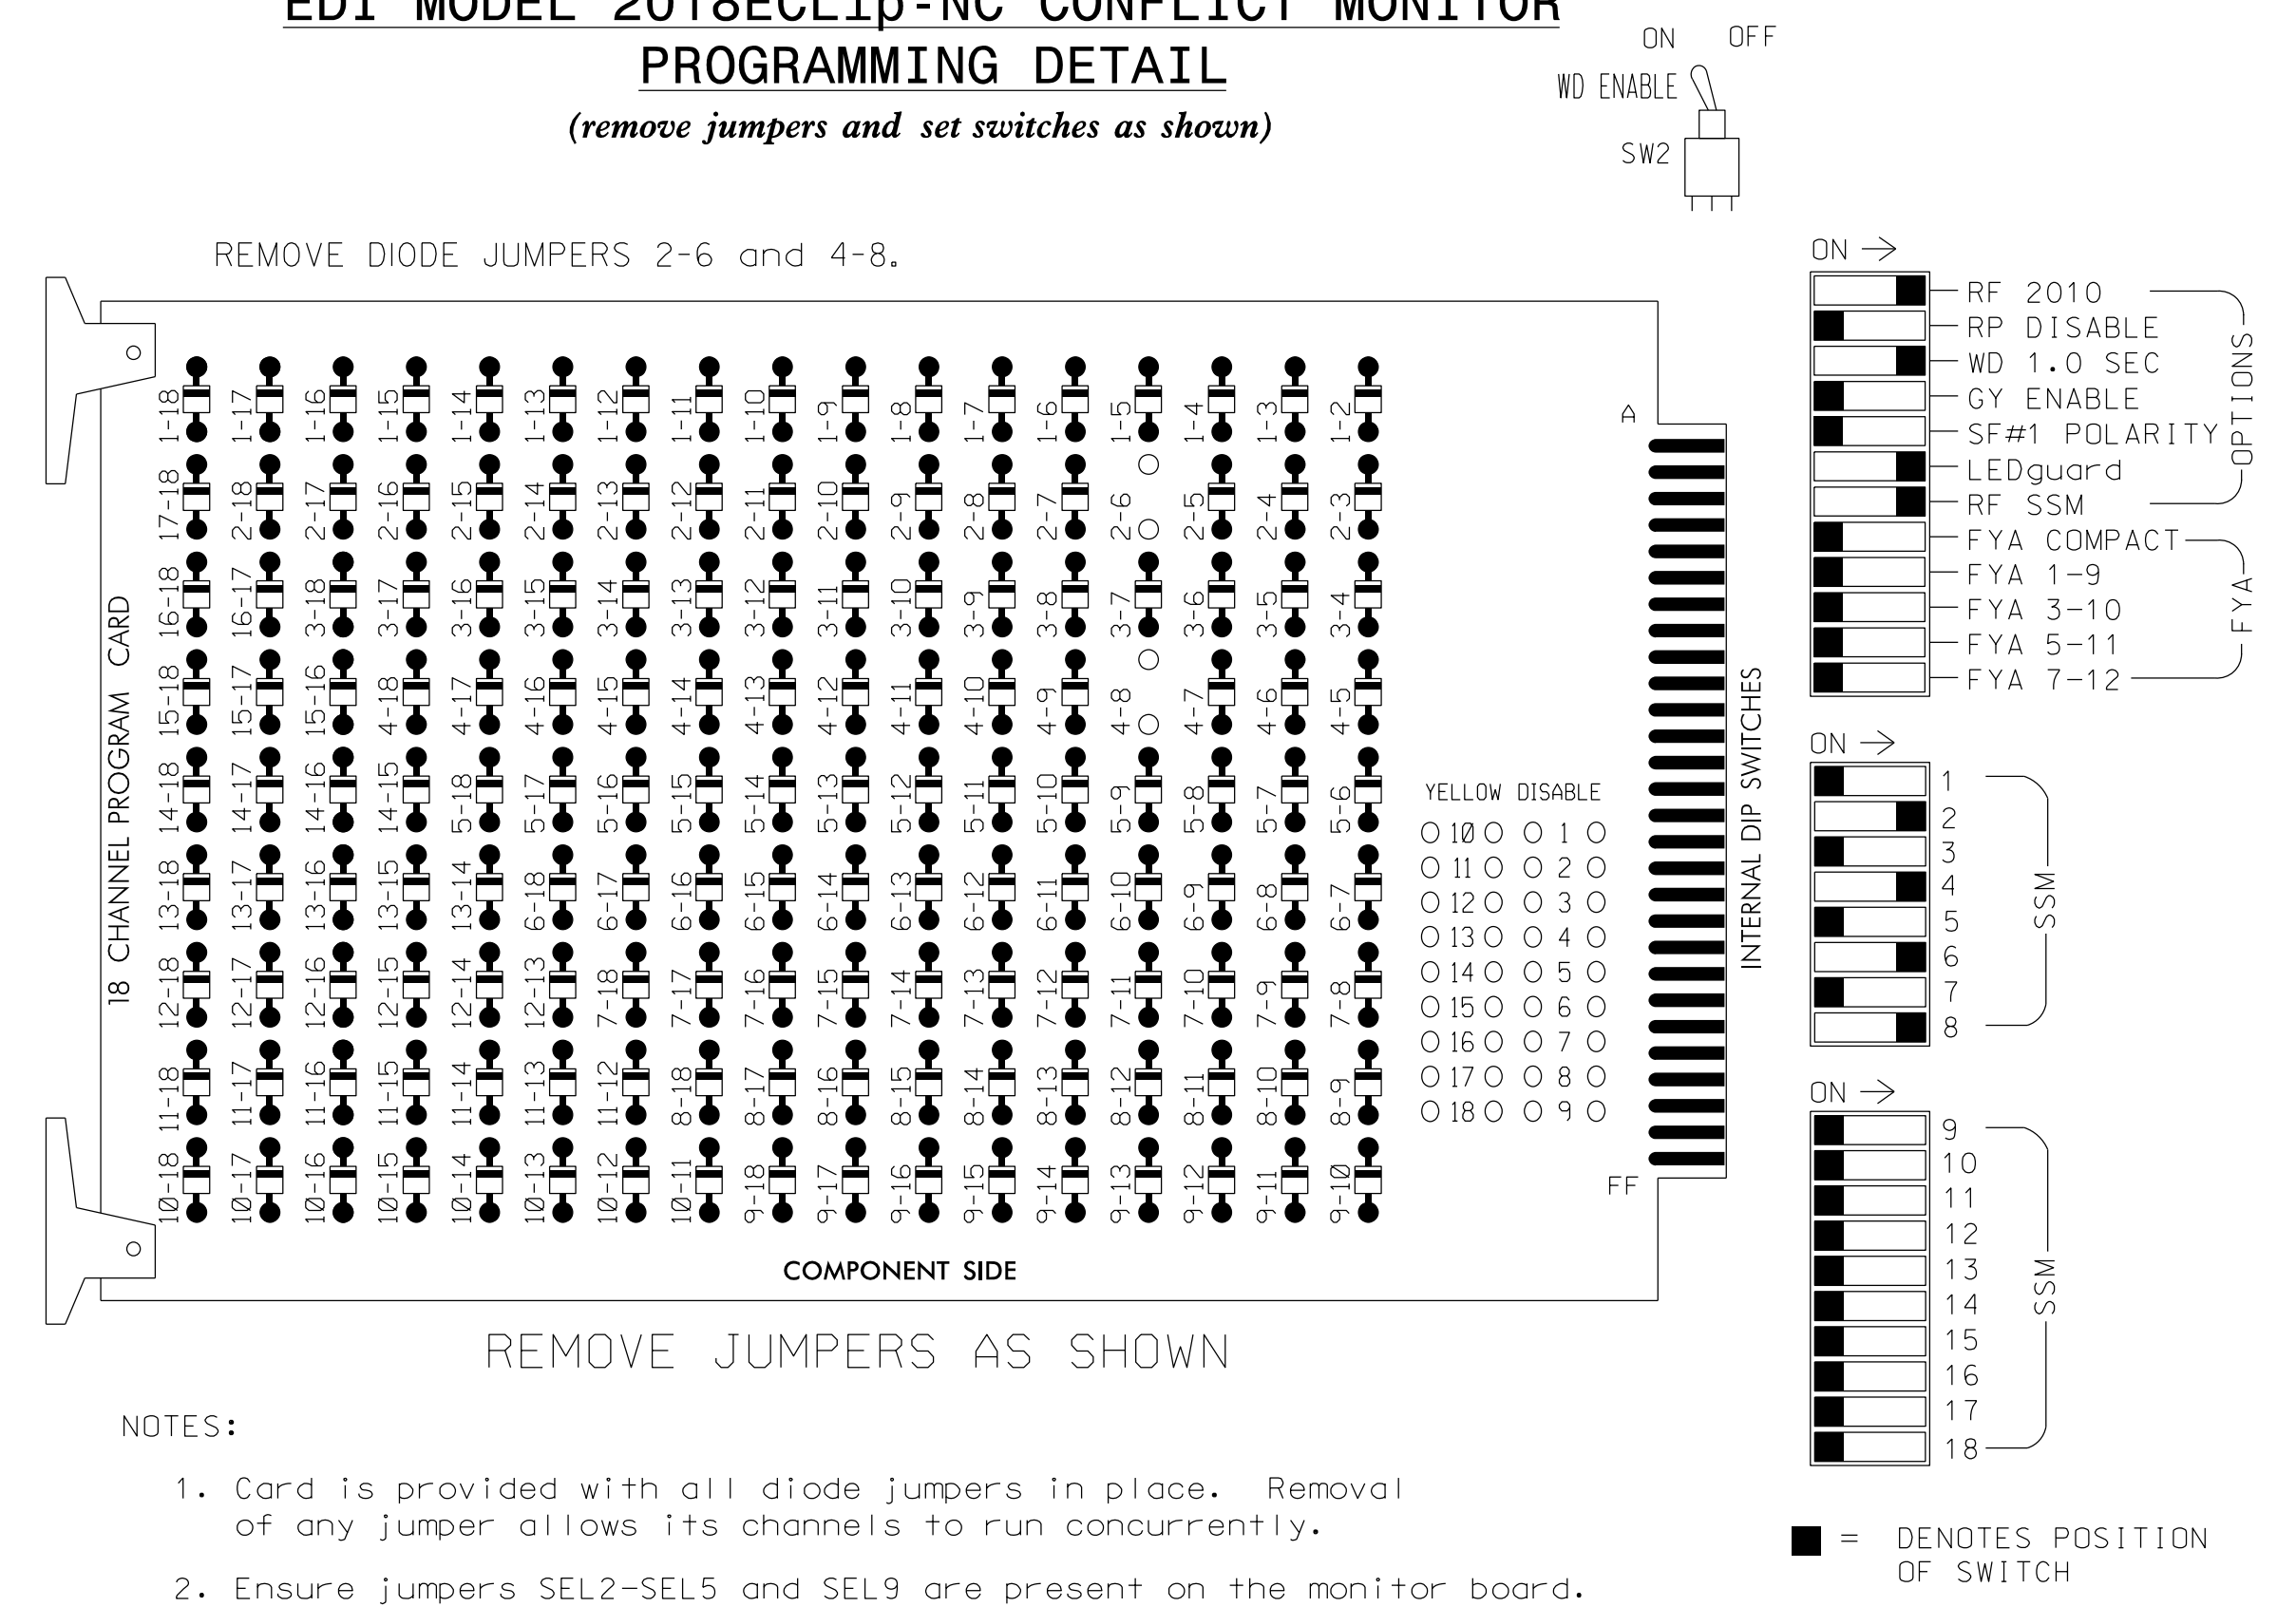 EDI MODEL 2018ECLip-NC CONFLICT MONITOR
PROGRAMMING DETAIL
(remove jumpers and set switches as shown)
ON OFF
WD ENABLE
SW2
REMOVE DIODE JUMPERS 2-6 and 4-8.
18 CHANNEL PROGRAM CARD
1-18 1-17 1-16 1-15 1-14 1-13 1-12 1-11 1-10 1-9 1-8 1-7 1-6 1-5 1-4 1-3 1-2
17-18 2-18 2-17 2-16 2-15 2-14 2-13 2-12 2-11 2-10 2-9 2-8 2-7 2-6 2-5 2-4 2-3
16-18 16-17 3-18 3-17 3-16 3-15 3-14 3-13 3-12 3-11 3-10 3-9 3-8 3-7 3-6 3-5 3-4
15-18 15-17 15-16 4-18 4-17 4-16 4-15 4-14 4-13 4-12 4-11 4-10 4-9 4-8 4-7 4-6 4-5
14-18 14-17 14-16 14-15 5-18 5-17 5-16 5-15 5-14 5-13 5-12 5-11 5-10 5-9 5-8 5-7 5-6
13-18 13-17 13-16 13-15 13-14 6-18 6-17 6-16 6-15 6-14 6-13 6-12 6-11 6-10 6-9 6-8 6-7
12-18 12-17 12-16 12-15 12-14 12-13 7-18 7-17 7-16 7-15 7-14 7-13 7-12 7-11 7-10 7-9 7-8
11-18 11-17 11-16 11-15 11-14 11-13 11-12 8-18 8-17 8-16 8-15 8-14 8-13 8-12 8-11 8-10 8-9
10-18 10-17 10-16 10-15 10-14 10-13 10-12 10-11 9-18 9-17 9-16 9-15 9-14 9-13 9-12 9-11 9-10
YELLOW DISABLE
10 1
11 2
12 3
13 4
14 5
15 6
16 7
17 8
18 9
A
FF
COMPONENT SIDE
INTERNAL DIP SWITCHES
ON
RF 2010
RP DISABLE
WD 1.0 SEC
GY ENABLE
SF#1 POLARITY
LEDguard
RF SSM
OPTIONS
FYA COMPACT
FYA 1-9
FYA 3-10
FYA 5-11
FYA 7-12
FYA
ON
1
2
3
4
5
6
7
8
SSM
ON
9
10
11
12
13
14
15
16
17
18
SSM
REMOVE JUMPERS AS SHOWN
NOTES:
1. Card is provided with all diode jumpers in place. Removal
of any jumper allows its channels to run concurrently.
2. Ensure jumpers SEL2-SEL5 and SEL9 are present on the monitor board.
= DENOTES POSITION
OF SWITCH